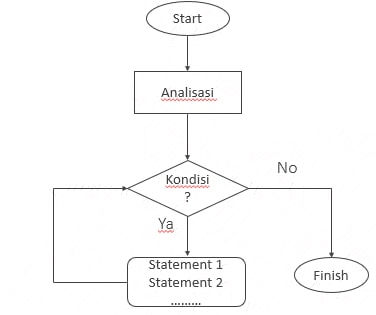 Start
Analisasi
Kondisi
?
No
Ya
Statement 1
Statement 2
.........
Finish